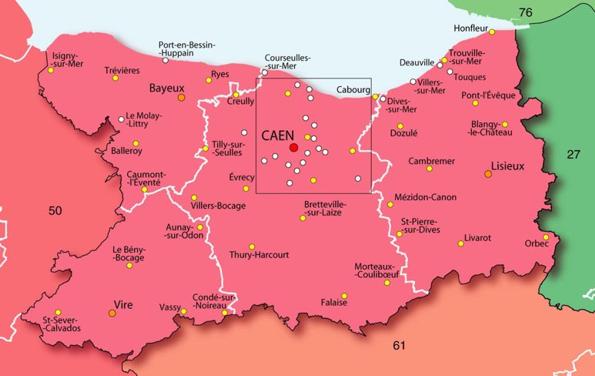 76
Honfleur
Port-en-Bessin-
-Huppain
Isigny-
-sur-Mer
Courseulles-
-sur-Mer
Trouville-
-sur-Mer
Deauville
Trévières
Ryes
Touques
Villers-
-sur-Mer
Bayeux
Cabourg
Pont-l'Évêque
Creully
Dives-
-sur-Mer
Le Molay-
-Littry
Blangy-
-le-Château
CAEN
Dozulé
Balleroy
Tilly-sur-
-Seulles
27
Cambremer
Lisieux
Caumont-
-l'Éventé
Évrecy
Mézidon-Canon
50
Villers-Bocage
Bretteville-
-sur-Laize
Aunay-
-sur-Odon
St-Pierre-
-sur-Dives
Livarot
Orbec
Le Bény-
-Bocage
Thury-Harcourt
Morteaux-
-Coulibœuf
Vire
Vassy
Condé-sur-
-Noireau
Falaise
St-Sever-
-Calvados
61